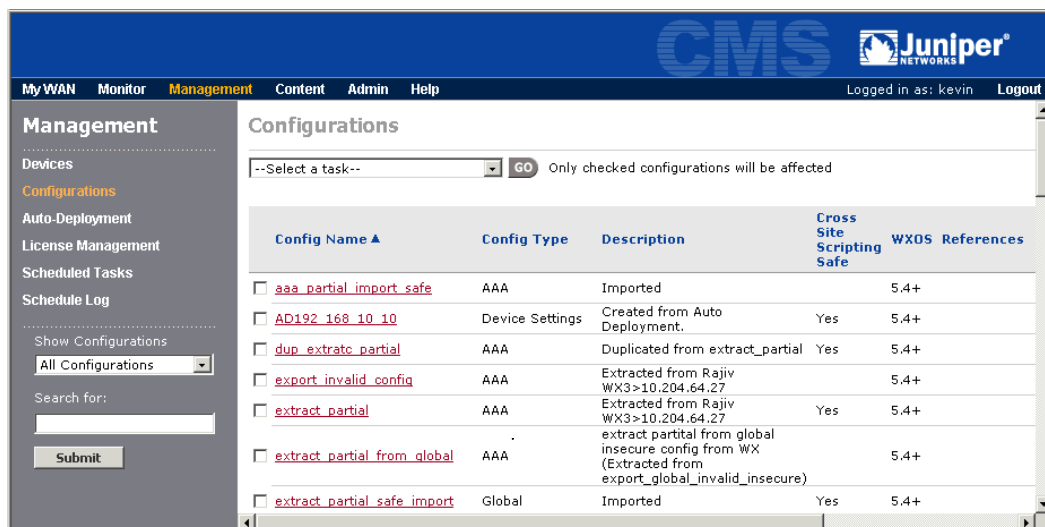 CMS
Juniper®
NETWORKS
My WAN Monitor Management Content Admin Help Logged in as: kevin Logout
Management
Devices
Configurations
Auto-Deployment
License Management
Scheduled Tasks
Schedule Log
Show Configurations
All Configurations
Search for:
Submit
Configurations
--Select a task-- GO Only checked configurations will be affected
Config Name ▲ Config Type Description Cross Site Scripting Safe WXOS References
aaa_partial_import_safe AAA Imported 5.4+
AD192_168_10_10 Device Settings Created from Auto Deployment. Yes 5.4+
dup_extratc_partial AAA Duplicated from extract_partial Yes 5.4+
export_invalid_config AAA Extracted from Rajiv WX3>10.204.64.27 5.4+
extract_partial AAA Extracted from Rajiv WX3>10.204.64.27 Yes 5.4+
extract_partial_from_global AAA extract partital from global insecure config from WX (Extracted from export_global_invalid_insecure) 5.4+
extract_partial_safe_import Global Imported Yes 5.4+